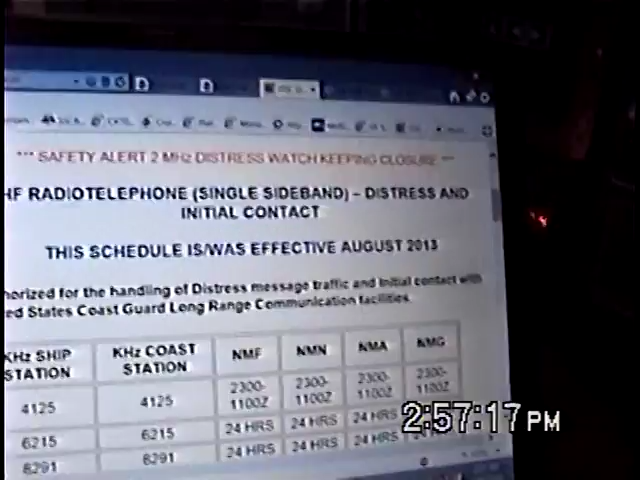 *** SAFETY ALERT 2 MHz DISTRESS WATCH KEEPING CLOSURE ***
HF RADIOTELEPHONE (SINGLE SIDEBAND) – DISTRESS AND
INITIAL CONTACT
THIS SCHEDULE IS/WAS EFFECTIVE AUGUST 2013
horized for the handling of Distress message traffic and initial contact with
ed States Coast Guard Long Range Communication facilities.
KHz SHIP STATION KHz COAST STATION NMF NMN NMA NMG
4125 4125 2300-1100Z 2300-1100Z 2300-1100Z 2300-1100Z
6215 6215 24 HRS 24 HRS 24 HRS 24
8291 8291 24 HRS 24 HRS
2:57:17 PM